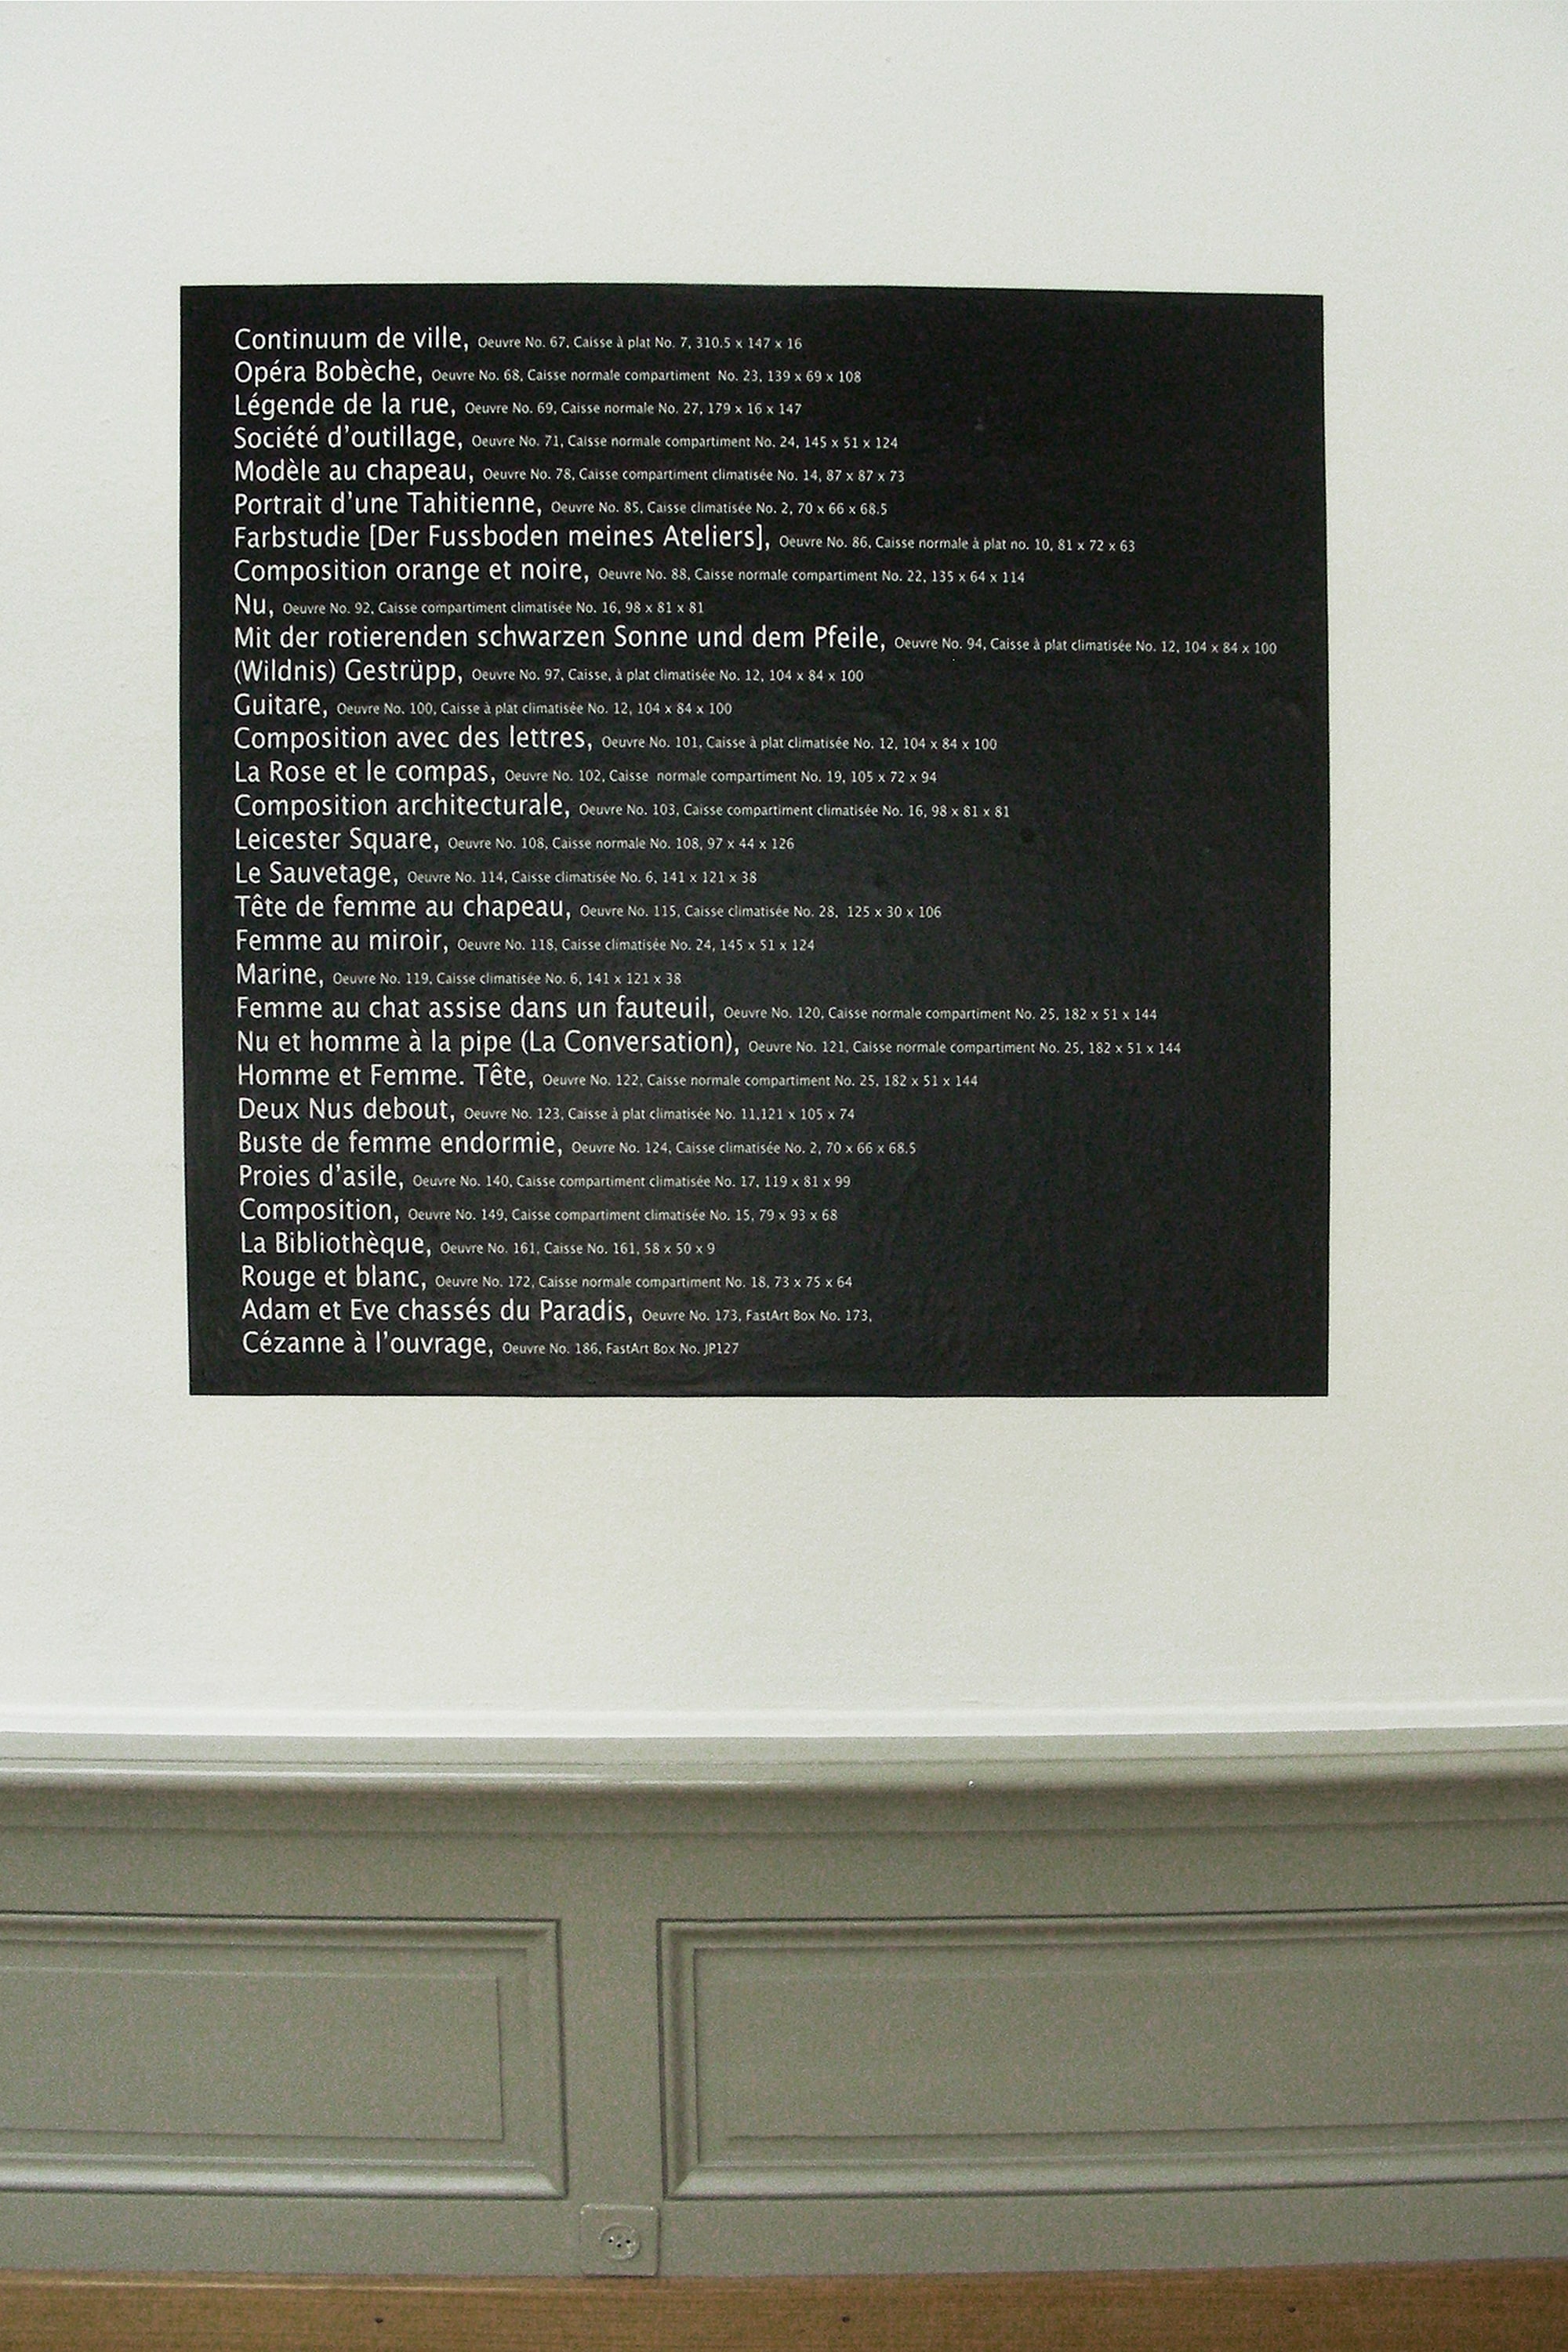 Continuum de ville, Oeuvre No. 67, Caisse à plat No. 7, 310.5 x 147 x 16
Opéra Bobèche, Oeuvre No. 68, Caisse normale compartiment No. 23, 139 x 69 x 108
Légende de la rue, Oeuvre No. 69, Caisse normale No. 27, 179 x 16 x 147
Société d'outillage, Oeuvre No. 71, Caisse normale compartiment No. 24, 145 x 51 x 124
Modèle au chapeau, Oeuvre No. 78, Caisse compartiment climatisée No. 14, 87 x 87 x 73
Portrait d'une Tahitienne, Oeuvre No. 85, Caisse climatisée No. 2, 70 x 66 x 68.5
Farbstudie [Der Fussboden meines Ateliers], Oeuvre No. 86, Caisse normale à plat no. 10, 81 x 72 x 63
Composition orange et noire, Oeuvre No. 88, Caisse normale compartiment No. 22, 135 x 64 x 114
Nu, Oeuvre No. 92, Caisse compartiment climatisée No. 16, 98 x 81 x 81
Mit der rotierenden schwarzen Sonne und dem Pfeile, Oeuvre No. 94, Caisse à plat climatisée No. 12, 104 x 84 x 100
(Wildnis) Gestrüpp, Oeuvre No. 97, Caisse, à plat climatisée No. 12, 104 x 84 x 100
Guitare, Oeuvre No. 100, Caisse à plat climatisée No. 12, 104 x 84 x 100
Composition avec des lettres, Oeuvre No. 101, Caisse à plat climatisée No. 12, 104 x 84 x 100
La Rose et le compas, Oeuvre No. 102, Caisse normale compartiment No. 19, 105 x 72 x 94
Composition architecturale, Oeuvre No. 103, Caisse compartiment climatisée No. 16, 98 x 81 x 81
Leicester Square, Oeuvre No. 108, Caisse normale No. 108, 97 x 44 x 126
Le Sauvetage, Oeuvre No. 114, Caisse climatisée No. 6, 141 x 121 x 38
Tête de femme au chapeau, Oeuvre No. 115, Caisse climatisée No. 28, 125 x 30 x 106
Femme au miroir, Oeuvre No. 118, Caisse climatisée No. 24, 145 x 51 x 124
Marine, Oeuvre No. 119, Caisse climatisée No. 6, 141 x 121 x 38
Femme au chat assise dans un fauteuil, Oeuvre No. 120, Caisse normale compartiment No. 25, 182 x 51 x 144
Nu et homme à la pipe (La Conversation), Oeuvre No. 121, Caisse normale compartiment No. 25, 182 x 51 x 144
Homme et Femme. Tête, Oeuvre No. 122, Caisse normale compartiment No. 25, 182 x 51 x 144
Deux Nus debout, Oeuvre No. 123, Caisse à plat climatisée No. 11,121 x 105 x 74
Buste de femme endormie, Oeuvre No. 124, Caisse climatisée No. 2, 70 x 66 x 68.5
Proies d'asile, Oeuvre No. 140, Caisse compartiment climatisée No. 17, 119 x 81 x 99
Composition, Oeuvre No. 149, Caisse compartiment climatisée No. 15, 79 x 93 x 68
La Bibliothèque, Oeuvre No. 161, Caisse No. 161, 58 x 50 x 9
Rouge et blanc, Oeuvre No. 172, Caisse normale compartiment No. 18, 73 x 75 x 64
Adam et Eve chassés du Paradis, Oeuvre No. 173, FastArt Box No. 173,
Cézanne à l'ouvrage, Oeuvre No. 186, FastArt Box No. JP127